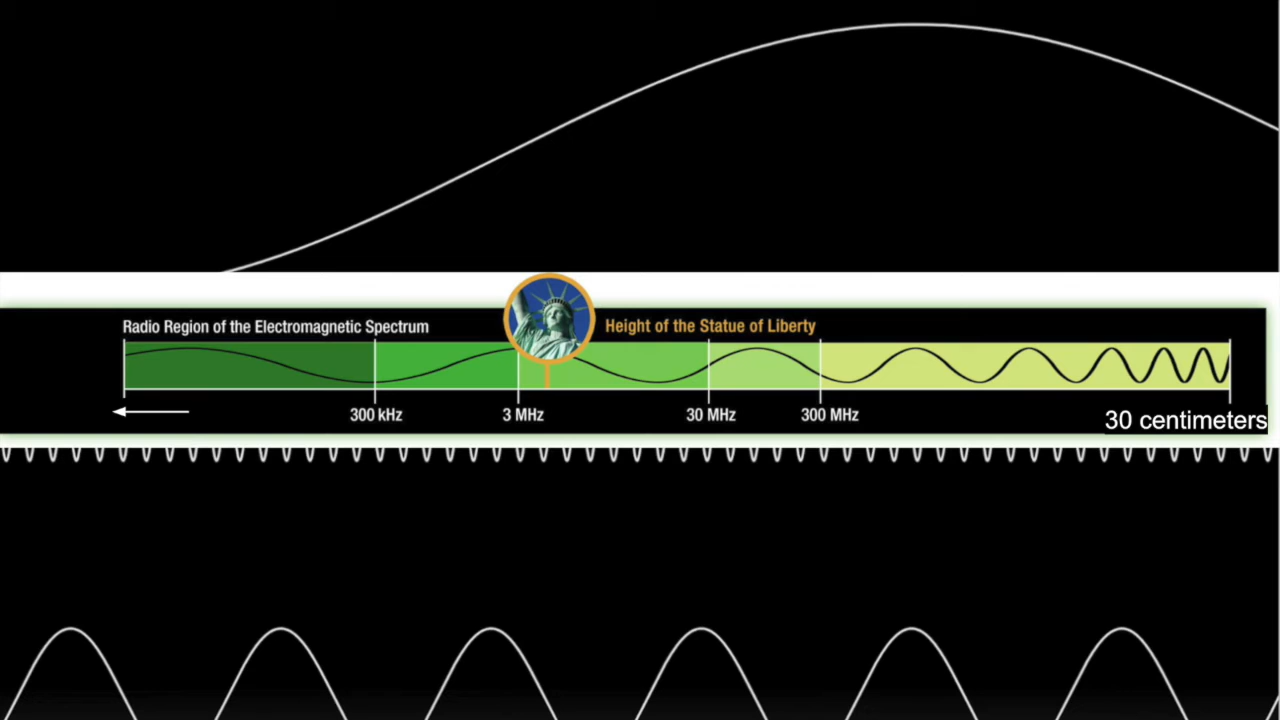 Radio Region of the Electromagnetic Spectrum
Height of the Statue of Liberty
300 kHz
3 MHz
30 MHz
300 MHz
30 centimeters